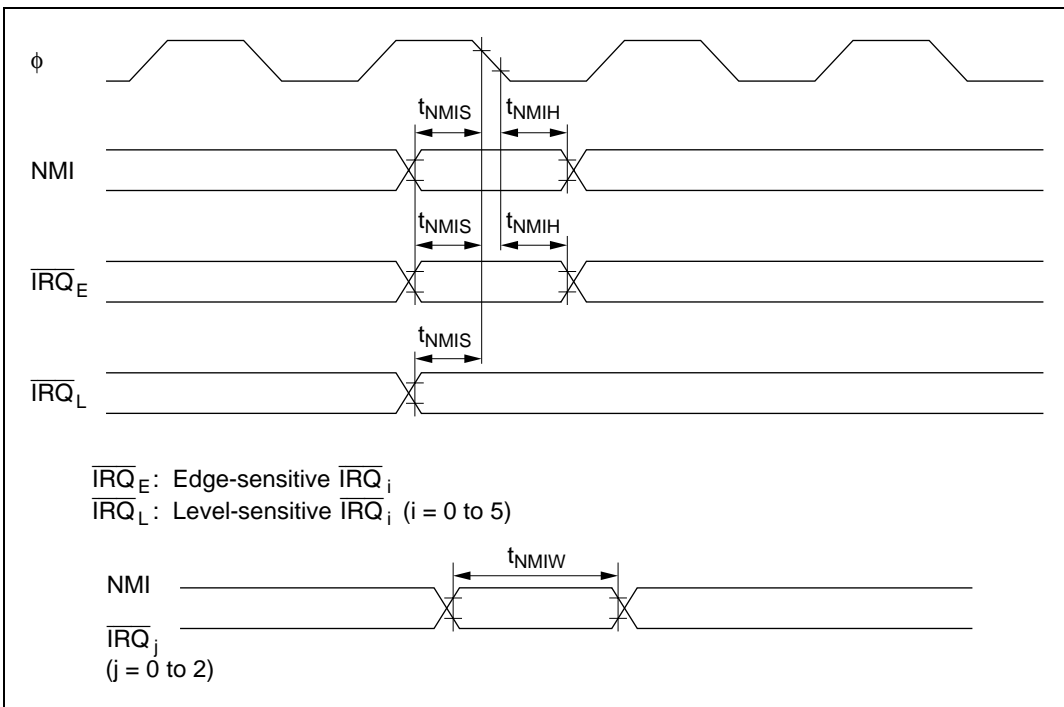 ϕ
tNMIS tNMIH
NMI
tNMIS tNMIH
IRQE
tNMIS
IRQL
IRQE: Edge-sensitive IRQi
IRQL: Level-sensitive IRQi (i = 0 to 5)
tNMIW
NMI
IRQj
(j = 0 to 2)